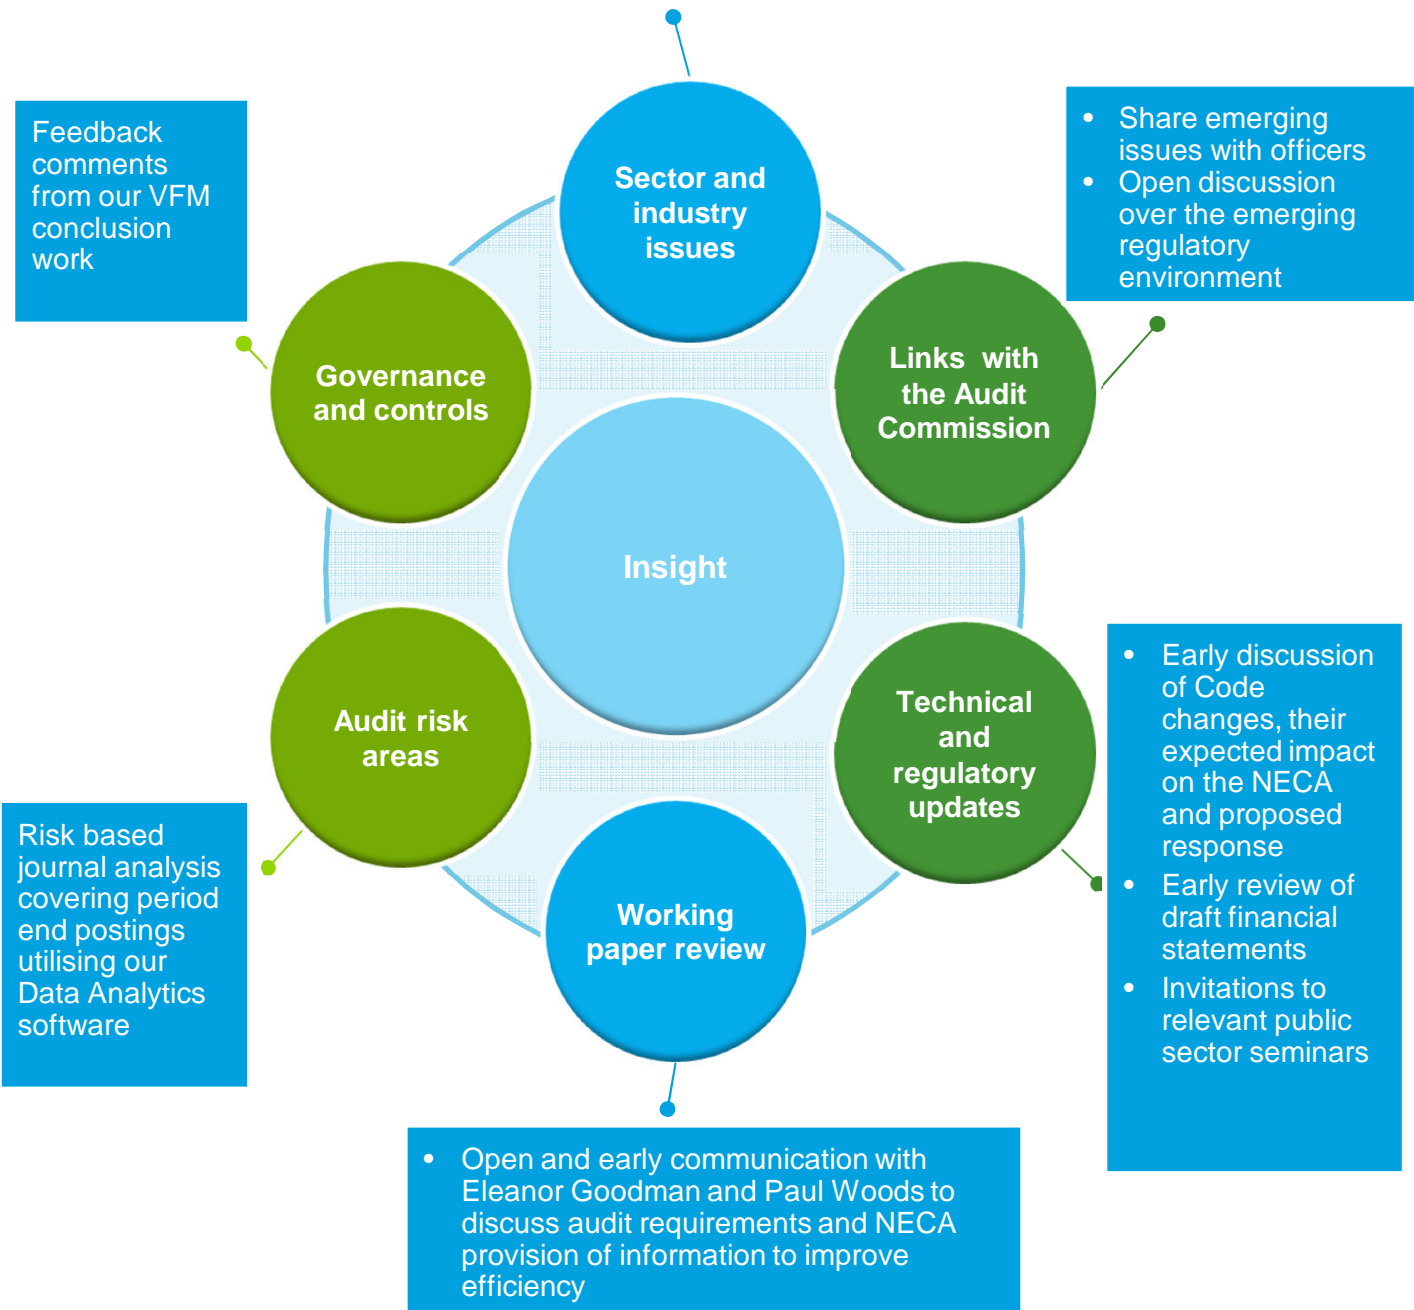 Feedback
comments
from our VFM
conclusion
work
Sector and
industry
issues
• Share emerging
issues with officers
• Open discussion
over the emerging
regulatory
environment
Governance
and controls
Links with
the Audit
Commission
Insight
Audit risk
areas
Technical
and
regulatory
updates
• Early discussion
of Code
changes, their
expected impact
on the NECA
and proposed
response
• Early review of
draft financial
statements
• Invitations to
relevant public
sector seminars
Risk based
journal analysis
covering period
end postings
utilising our
Data Analytics
software
Working
paper review
• Open and early communication with
Eleanor Goodman and Paul Woods to
discuss audit requirements and NECA
provision of information to improve
efficiency